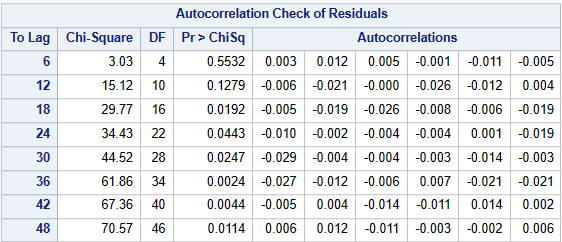 Autocorrelation Check of Residuals
To Lag Chi-Square DF Pr > ChiSq Autocorrelations
6 3.03 4 0.5532 0.003 0.012 0.005 -0.001 -0.011 -0.005
12 15.12 10 0.1279 -0.006 -0.021 -0.000 -0.026 -0.012 0.004
18 29.77 16 0.0192 -0.005 -0.019 -0.026 -0.008 -0.006 -0.019
24 34.43 22 0.0443 -0.010 -0.002 -0.004 -0.004 0.001 -0.019
30 44.52 28 0.0247 -0.029 -0.004 -0.004 -0.003 -0.014 -0.003
36 61.86 34 0.0024 -0.027 -0.012 -0.006 0.007 -0.021 -0.021
42 67.36 40 0.0044 -0.005 0.004 -0.014 -0.011 0.014 0.002
48 70.57 46 0.0114 0.006 0.012 -0.011 -0.003 -0.002 0.006